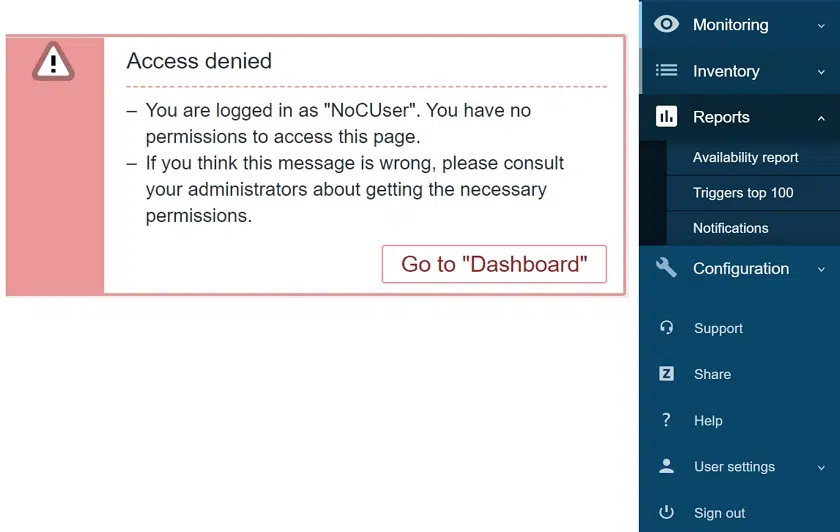 Access denied
– You are logged in as "NoCUser". You have no
permissions to access this page.
– If you think this message is wrong, please consult
your administrators about getting the necessary
permissions.
Go to "Dashboard"
Monitoring
Inventory
Reports
Availability report
Triggers top 100
Notifications
Configuration
Support
Z Share
? Help
User settings
Sign out